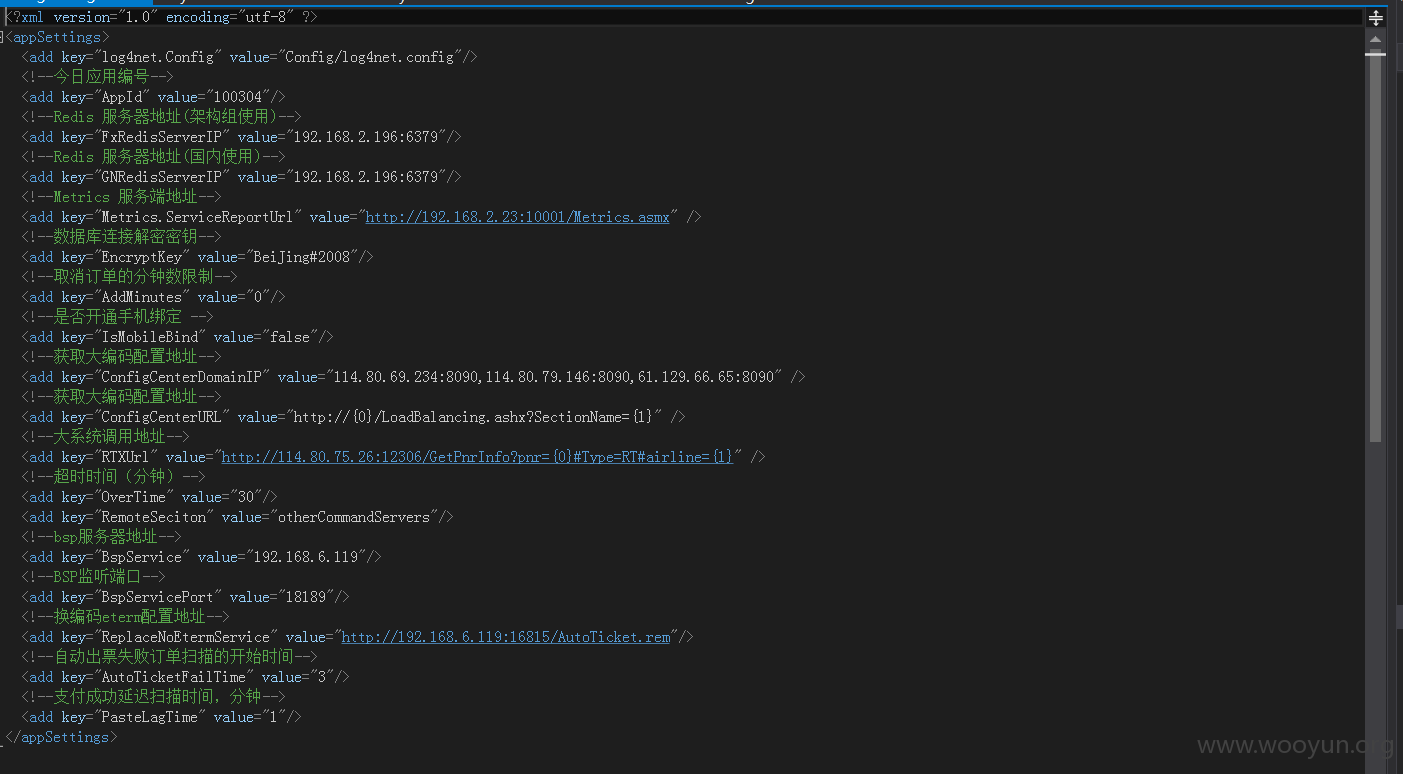 <?xml version="1.0" encoding="utf-8" ?>
<appSettings>
<add key="log4net.Config" value="Config/log4net.config"/>
<!--今日应用编号-->
<add key="AppId" value="100304"/>
<!--Redis 服务器地址(架构组使用)-->
<add key="FxRedisServerIP" value="192.168.2.196:6379"/>
<!--Redis 服务器地址(国内使用)-->
<add key="GNRedisServerIP" value="192.168.2.196:6379"/>
<!--Metrics 服务端地址-->
<add key="Metrics.ServiceReportUrl" value="http://192.168.2.23:10001/Metrics.asmx" />
<!--数据库连接解密密钥-->
<add key="EncryptKey" value="BeiJing#2008"/>
<!--取消订单的分钟数限制-->
<add key="AddMinutes" value="0"/>
<!--是否开通手机绑定 -->
<add key="IsMobileBind" value="false"/>
<!--获取大编码配置地址-->
<add key="ConfigCenterDomainIP" value="114.80.69.234:8090,114.80.79.146:8090,61.129.66.65:8090" />
<!--获取大编码配置地址-->
<add key="ConfigCenterURL" value="http://{0}/LoadBalancing.ashx?SectionName={1}" />
<!--大系统调用地址-->
<add key="RTXUrl" value="http://114.80.75.26:12306/GetPnrInfo?pnr={0}#Type=RT#airline={1}" />
<!--超时时间（分钟）-->
<add key="OverTime" value="30"/>
<add key="RemoteSeciton" value="otherCommandServers"/>
<!--bsp服务器地址-->
<add key="BspService" value="192.168.6.119"/>
<!--BSP监听端口-->
<add key="BspServicePort" value="18189"/>
<!--换编码eterm配置地址-->
<add key="ReplaceNoEtermService" value="http://192.168.6.119:16815/AutoTicket.rem"/>
<!--自动出票失败订单扫描的开始时间-->
<add key="AutoTicketFailTime" value="3"/>
<!--支付成功延迟扫描时间，分钟-->
<add key="PasteLagTime" value="1"/>
</appSettings>
www.wooyun.org